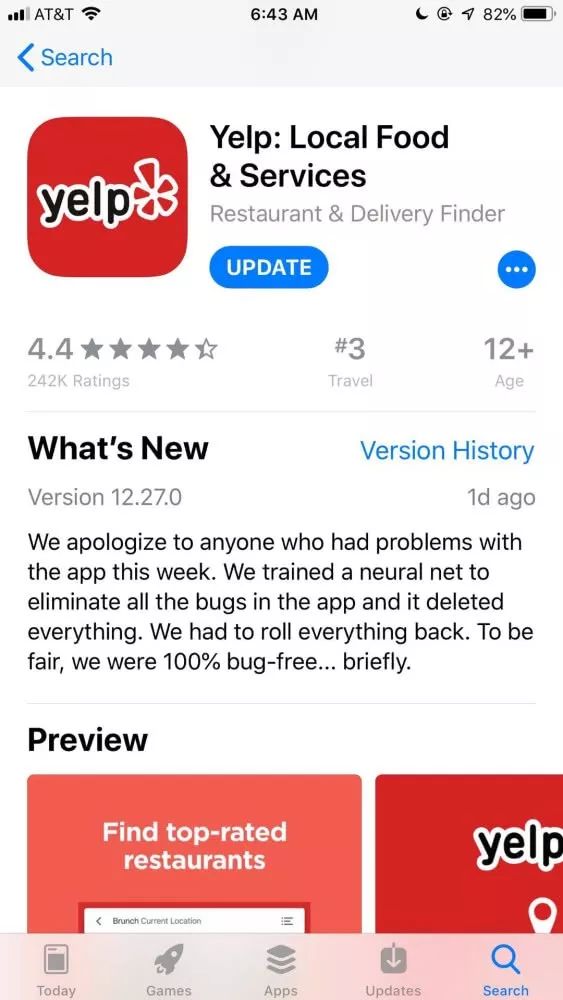 AT&T 6:43 AM 82%
Search
yelp
Yelp: Local Food
& Services
Restaurant & Delivery Finder
UPDATE
4.4 #3 12+
242K Ratings Travel Age
What's New Version History
Version 12.27.0 1d ago
We apologize to anyone who had problems with
the app this week. We trained a neural net to
eliminate all the bugs in the app and it deleted
everything. We had to roll everything back. To be
fair, we were 100% bug-free... briefly.
Preview
Find top-rated
restaurants
yelp
Brunch Current Location
Today Games Apps Updates Search